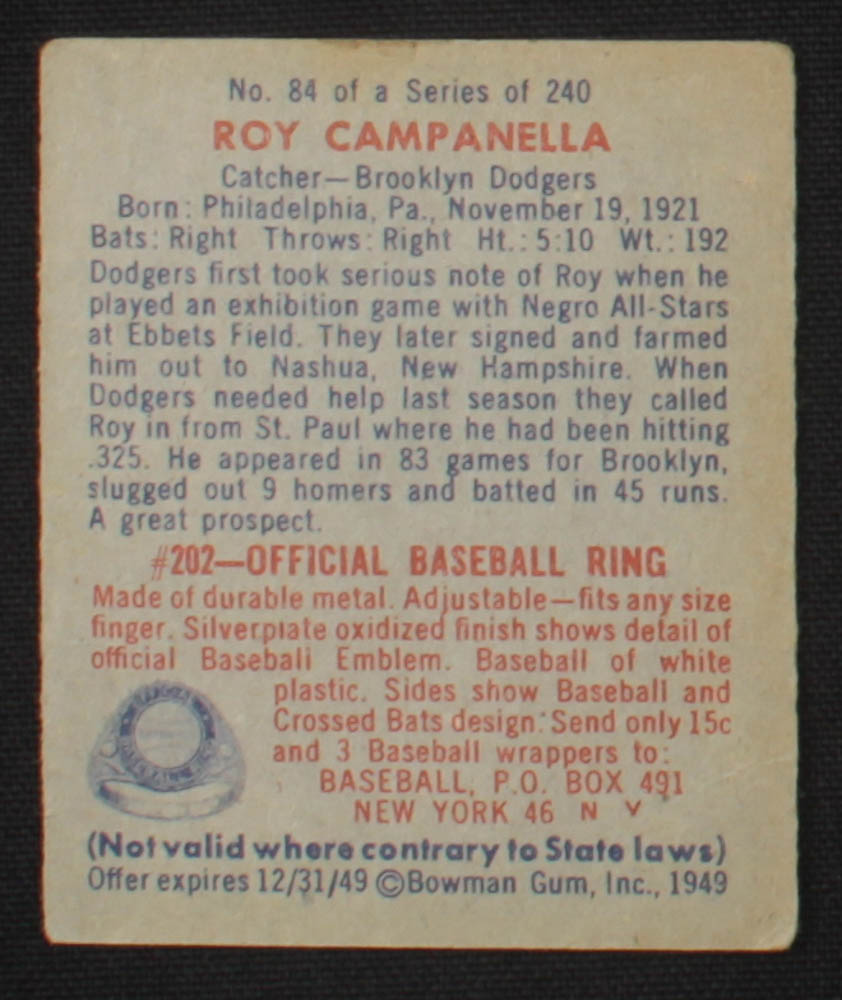 No. 84 of a Series of 240
ROY CAMPANELLA
Catcher—Brooklyn Dodgers
Born: Philadelphia, Pa., November 19, 1921
Bats: Right Throws: Right Ht.: 5:10 Wt.: 192
Dodgers first took serious note of Roy when he
played an exhibition game with Negro All-Stars
at Ebbets Field. They later signed and farmed
him out to Nashua, New Hampshire. When
Dodgers needed help last season they called
Roy in from St. Paul where he had been hitting
.325. He appeared in 83 games for Brooklyn,
slugged out 9 homers and batted in 45 runs.
A great prospect.
#202—OFFICIAL BASEBALL RING
Made of durable metal. Adjustable—fits any size
finger. Silverplate oxidized finish shows detail of
official Baseball Emblem. Baseball of white
plastic. Sides show Baseball and
Crossed Bats design. Send only 15c
and 3 Baseball wrappers to:
BASEBALL, P.O. BOX 491
NEW YORK 46 N Y
(Not valid where contrary to State laws)
Offer expires 12/31/49 ©Bowman Gum, Inc., 1949